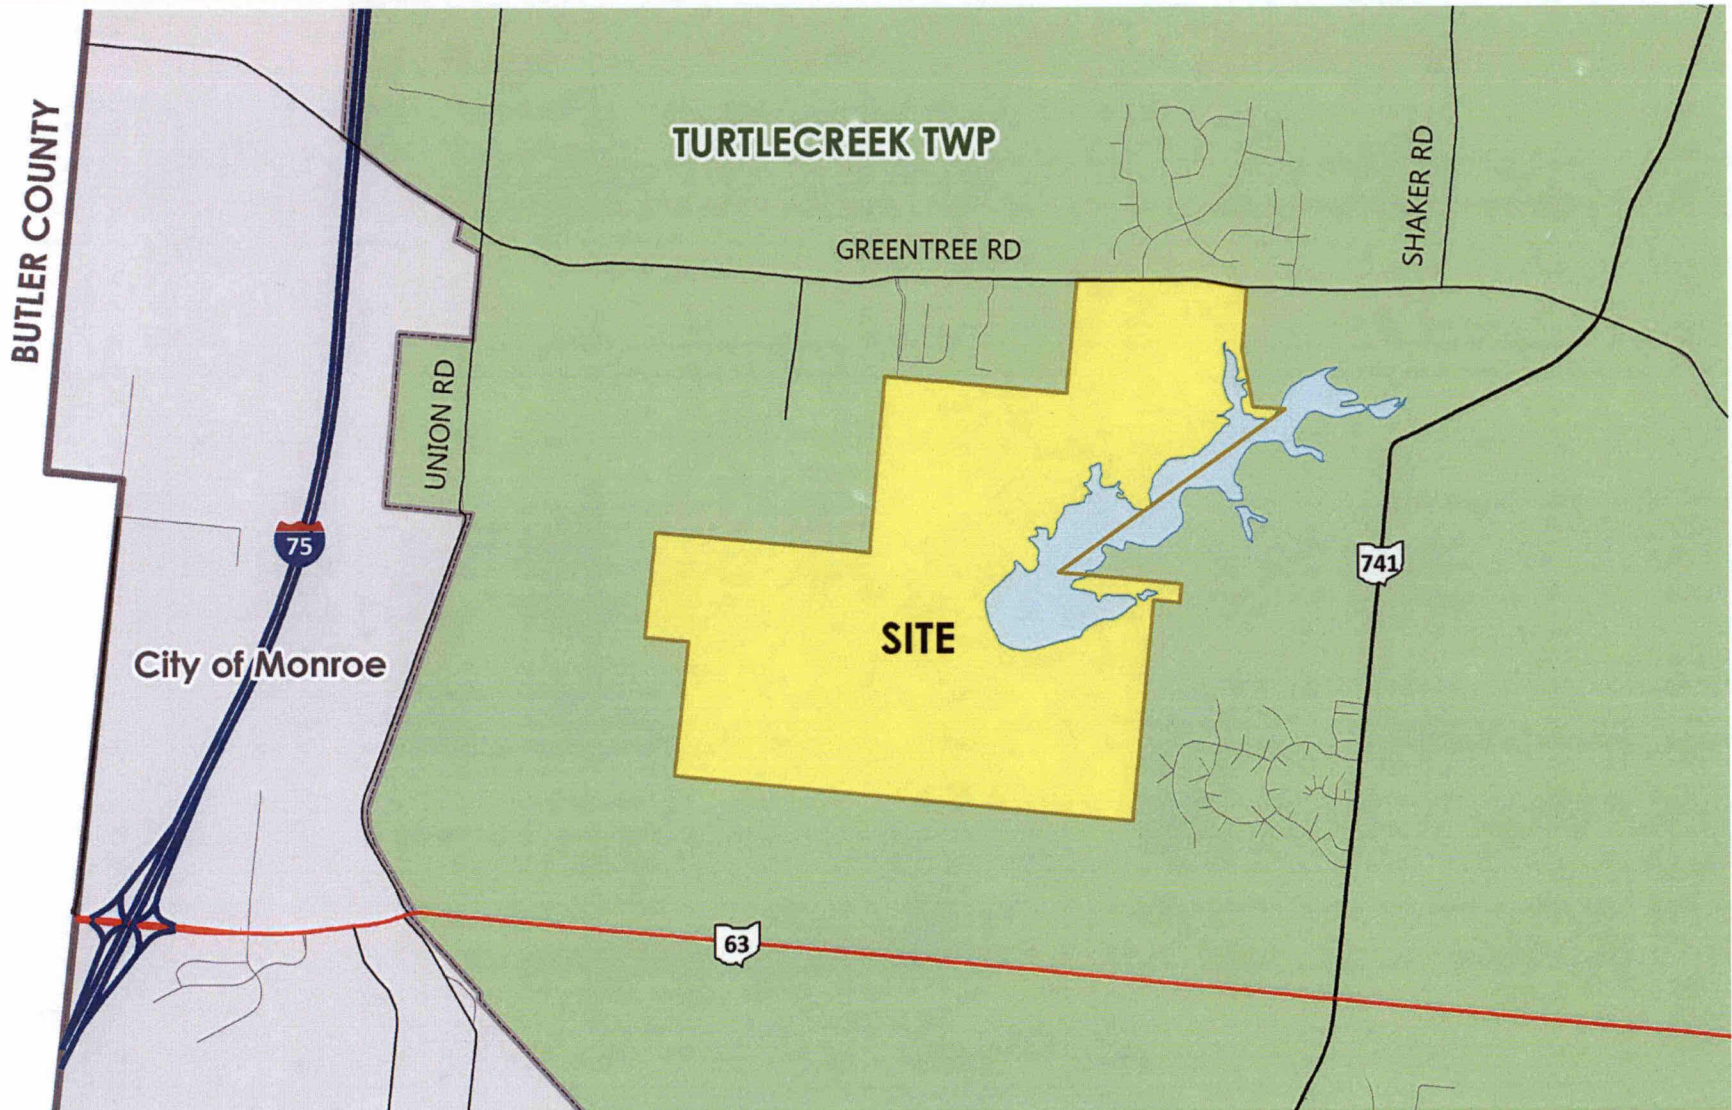 TURTLECREEK TWP
BUTLER COUNTY
SHAKER RD
GREENTREE RD
UNION RD
75
741
SITE
City of Monroe
63